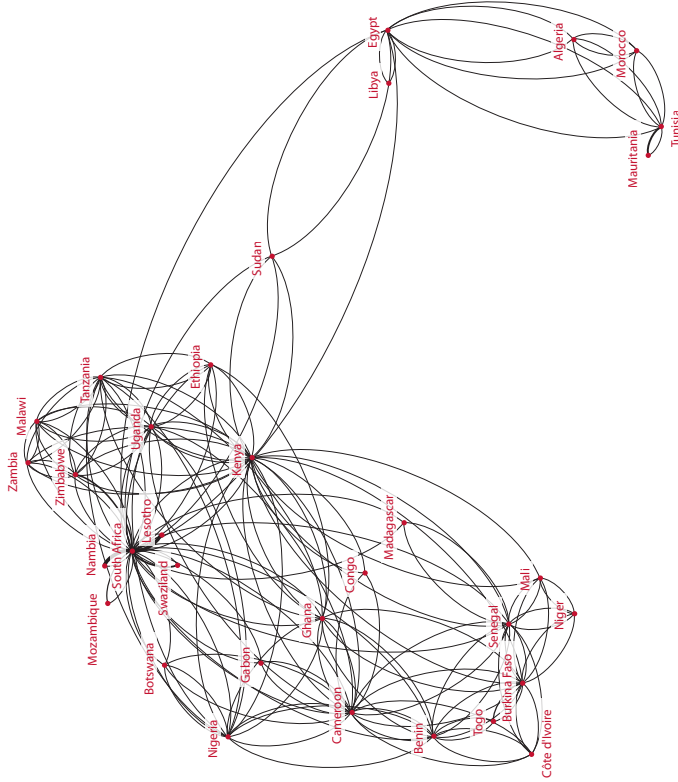 Egypt
Libya
Algeria
Morocco
Tunisia
Mauritania
Sudan
Ethiopia
Tanzania
Malawi
Zambia
Zimbabwe
Uganda
Kenya
Nambia
South Africa
Lesotho
Mozambique
Swaziland
Botswana
Madagascar
Congo
Ghana
Gabon
Nigeria
Cameroon
Mali
Niger
Senegal
Burkina Faso
Togo
Benin
Côte d'Ivoire